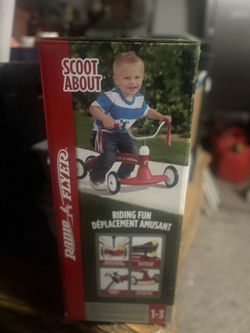 SCOOT
ABOUT
RADIO FLYER
RIDING FUN
DÉPLACEMENT AMUSANT
1-3